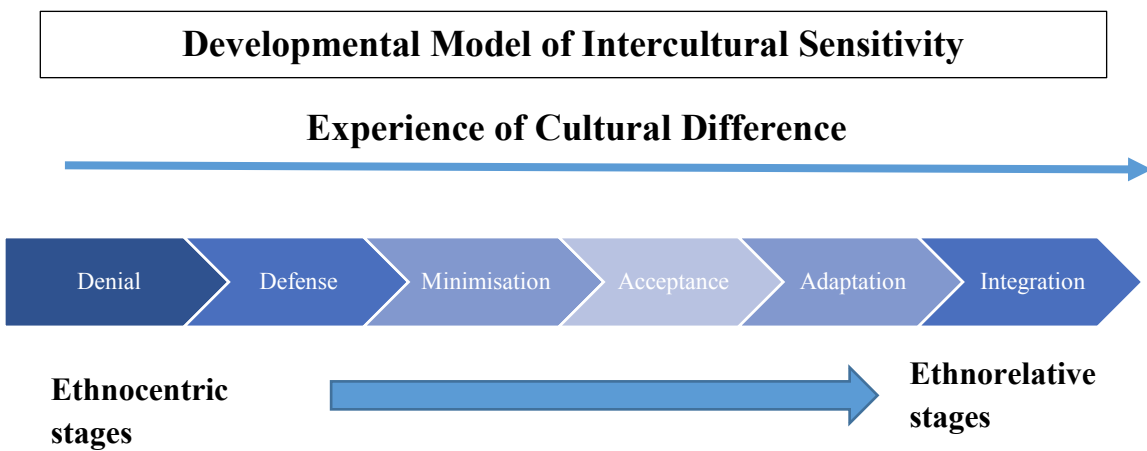 Developmental Model of Intercultural Sensitivity
Experience of Cultural Difference
Denial
Defense
Minimisation
Acceptance
Adaptation
Integration
Ethnocentric
stages
Ethnorelative
stages